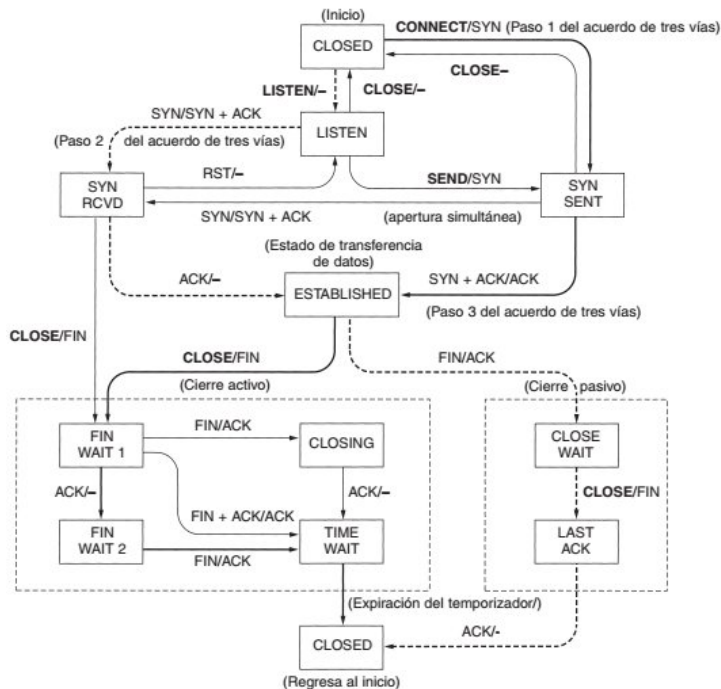 (Inicio)
CLOSED
CONNECT/SYN (Paso 1 del acuerdo de tres vías)
CLOSE–
LISTEN/–
CLOSE/–
SYN/SYN + ACK
(Paso 2 del acuerdo de tres vías)
LISTEN
RST/–
SEND/SYN
SYN
RCVD
SYN
SENT
SYN/SYN + ACK
(apertura simultánea)
(Estado de transferencia
de datos)
ACK/–
ESTABLISHED
SYN + ACK/ACK
(Paso 3 del acuerdo de tres vías)
CLOSE/FIN
CLOSE/FIN
FIN/ACK
(Cierre activo)
(Cierre pasivo)
FIN
WAIT 1
FIN/ACK
CLOSING
CLOSE
WAIT
ACK/–
ACK/–
CLOSE/FIN
FIN + ACK/ACK
FIN
WAIT 2
FIN/ACK
TIME
WAIT
LAST
ACK
(Expiración del temporizador/)
CLOSED
ACK/-
(Regresa al inicio)